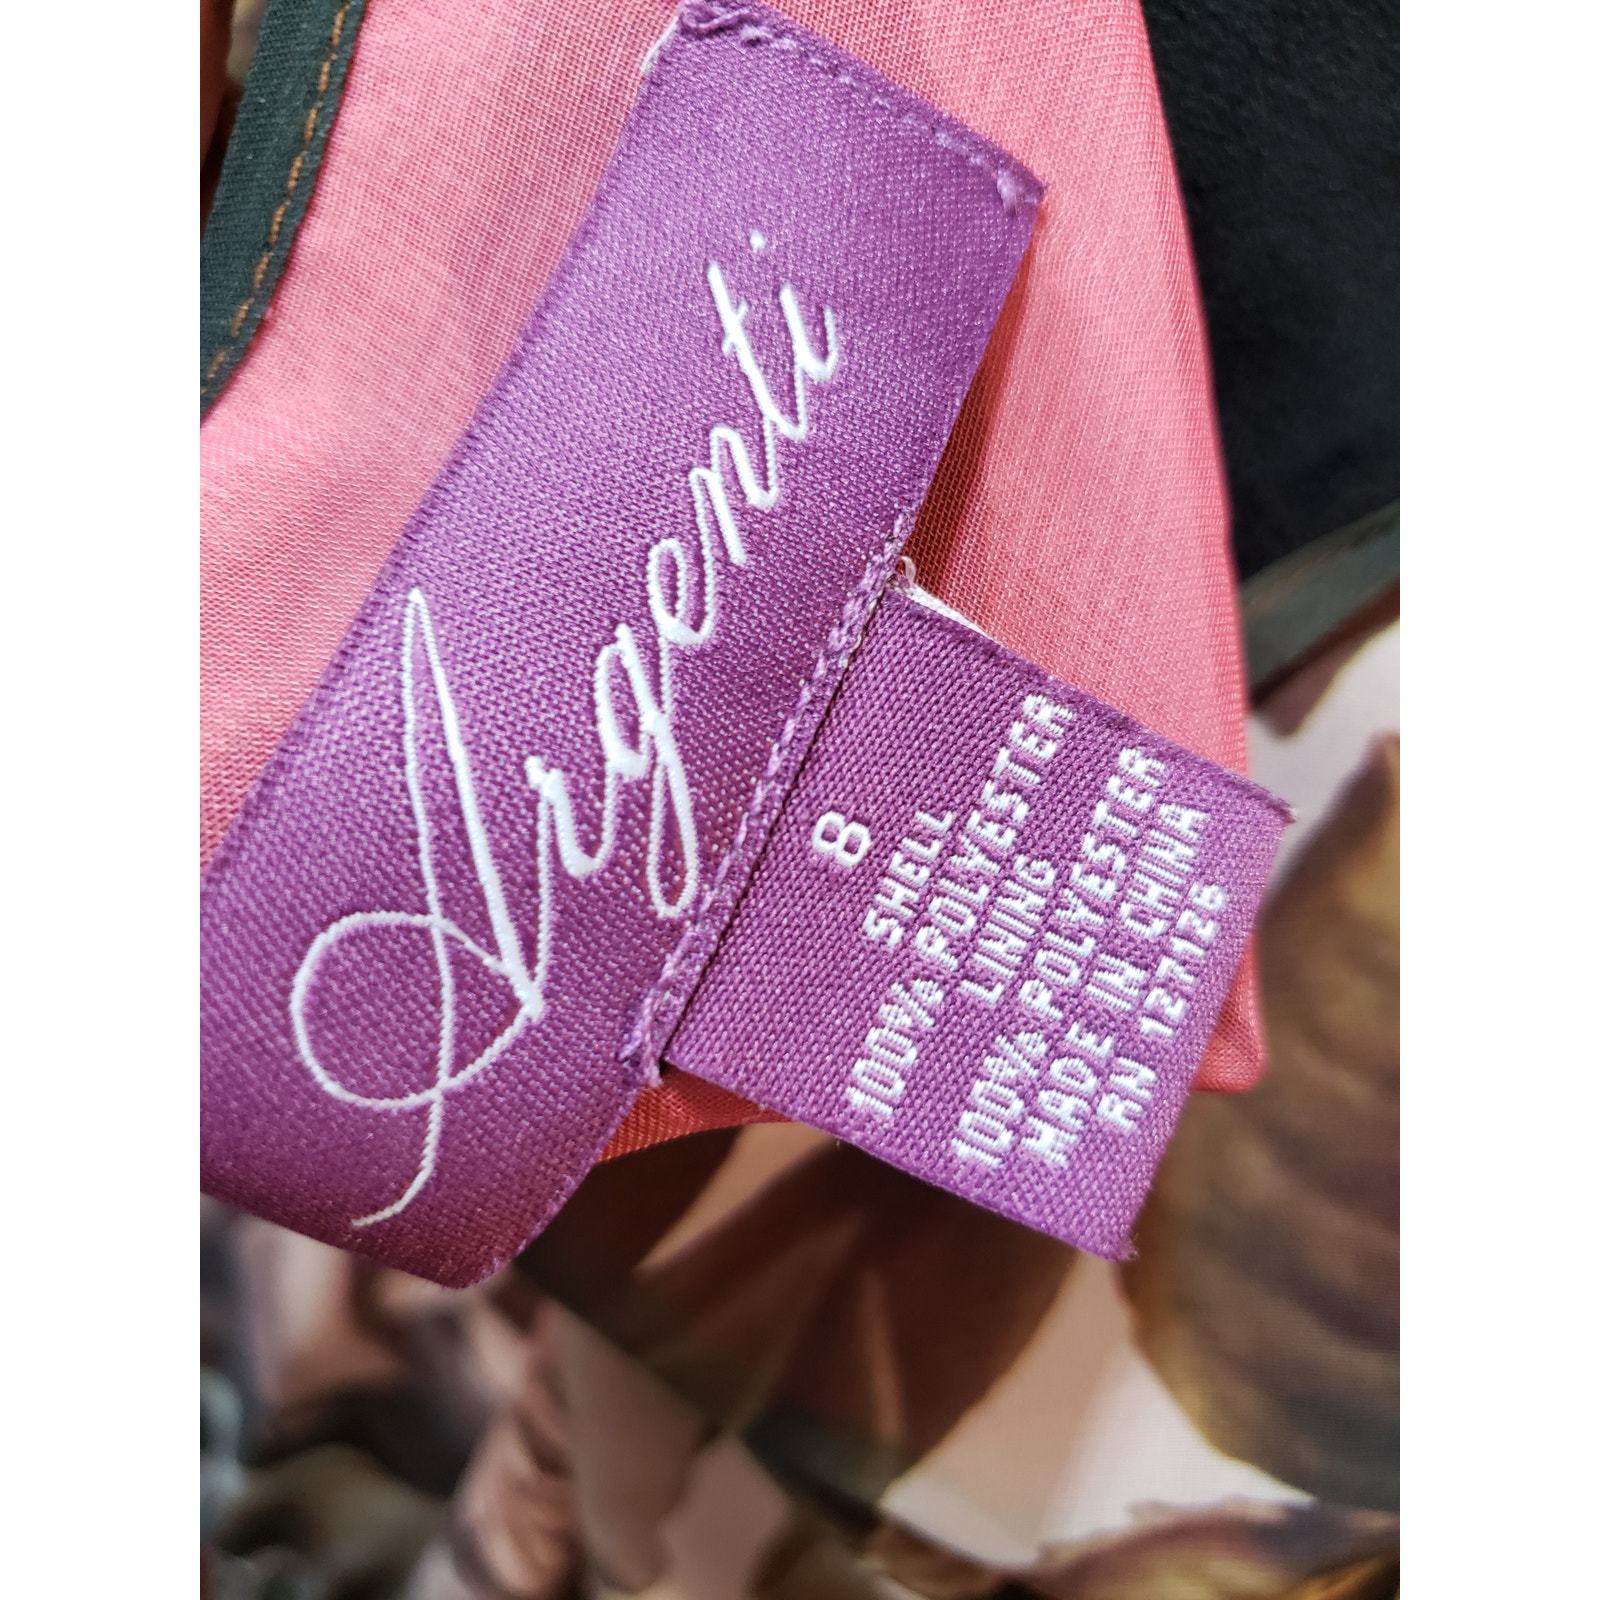 Argenti
8
SHELL
100% POLYESTER
LINING
100% POLYESTER
MADE IN CHINA
RN 127126